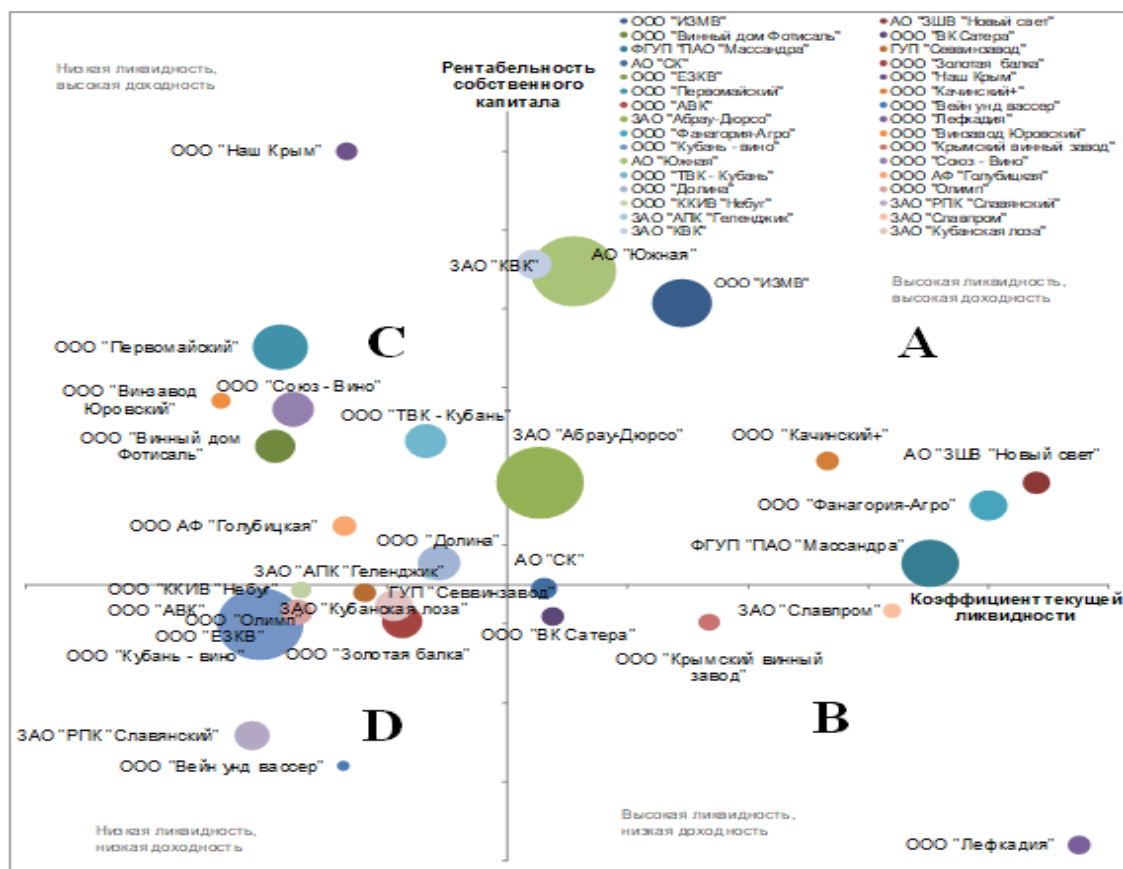 ООО "ИЗМВ"
ООО "Винный дом Фотисаль"
ФГУП "ПАО "Массандра"
АО "СК"
ООО "ЕЗКВ"
ООО "Первомайский"
ООО "АВК"
ЗАО "Абрау-Дюрсо"
ООО "Фанагория-Агро"
ООО "Кубань - вино"
АО "Южная"
ООО "ТВК - Кубань"
ООО "Долина"
ООО "ККИВ "Небуг"
ЗАО "АПК "Геленджик"
ЗАО "КВК"
АО "ЗШВ "Новый свет"
ООО "ВК Сатера"
ГУП "Севвинзавод"
ООО "Золотая балка"
ООО "Наш Крым"
ООО "Качинский+"
ООО "Вейн унд вассер"
ООО "Лефкадия"
ООО "Винзавод Юровский"
ООО "Крымский винный завод"
ООО "Союз - Вино"
ООО АФ "Голубицкая"
ООО "Олимп"
ЗАО "РПК "Славянский"
ЗАО "Славпром"
ЗАО "Кубанская лоза"
Низкая ликвидность,
высокая доходность
Рентабельность
собственного
капитала
ООО "Наш Крым"
ЗАО "КВК"
АО "Южная"
ООО "ИЗМВ"
Высокая ликвидность,
высокая доходность
C
A
ООО "Первомайский"
ООО "Союз - Вино"
ООО "Винзавод
Юровский"
ООО "ТВК - Кубань"
ООО "Винный дом
Фотисаль"
ЗАО "Абрау-Дюрсо"
ООО "Качинский+"
АО "ЗШВ "Новый свет"
ООО "Фанагория-Агро"
ООО АФ "Голубицкая"
ООО "Долина"
ФГУП "ПАО "Массандра"
АО "СК"
ЗАО "АПК "Геленджик"
ООО "ККИВ "Небуг"
ГУП "Севвинзавод"
Коэффициент текущей
ликвидности
ООО "АВК"
ЗАО "Кубанская лоза"
ЗАО "Славпром"
ООО "Олимп"
ООО "ЕЗКВ"
ООО "ВК Сатера"
ООО "Кубань - вино"
ООО "Золотая балка"
ООО "Крымский винный
завод"
D
B
ЗАО "РПК "Славянский"
ООО "Вейн унд вассер"
Низкая ликвидность,
низкая доходность
Высокая ликвидность,
низкая доходность
ООО "Лефкадия"